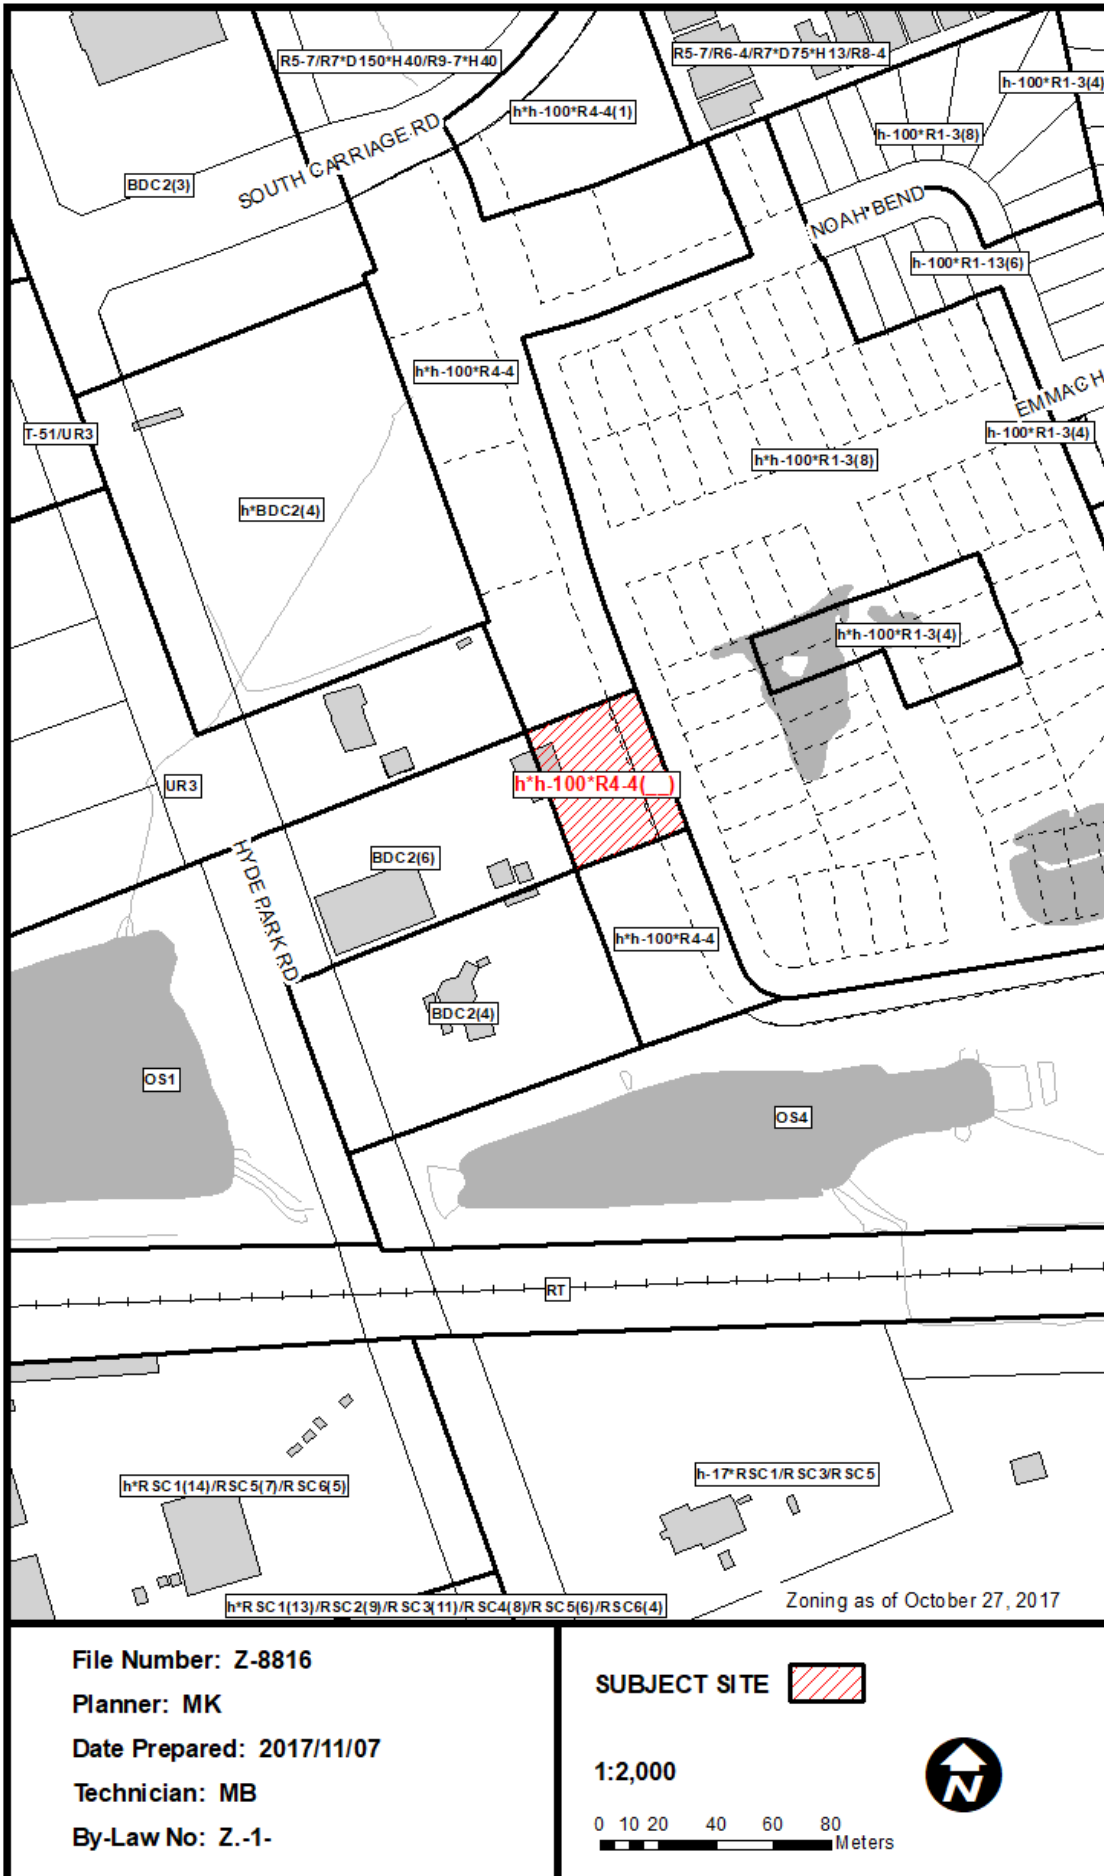 R5-7/R7*D150*H40/R9-7*H40
R5-7/R6-4/R7*D75*H13/R8-4
h-100*R1-3(4)
h*h-100*R4-4(1)
h-100*R1-3(8)
SOUTH CARRIAGE RD
BDC2(3)
NOAH BEND
h-100*R1-13(6)
h*h-100*R4-4
EMMAC H
T-51/UR3
h-100*R1-3(4)
h*h-100*R1-3(8)
h*BDC2(4)
h*h-100*R1-3(4)
UR3
h*h-100*R4-4(__)
HYDE PARK RD
BDC2(6)
h*h-100*R4-4
BDC2(4)
OS1
OS4
RT
h*RSC1(14)/RSC5(7)/RSC6(5)
h-17*RSC1/RSC3/RSC5
h*RSC1(13)/RSC2(9)/RSC3(11)/RSC4(8)/RSC5(6)/RSC6(4)
Zoning as of October 27, 2017
File Number: Z-8816
Planner: MK
Date Prepared: 2017/11/07
Technician: MB
By-Law No: Z.-1-
SUBJECT SITE
1:2,000
N
0 10 20 40 60 80
Meters